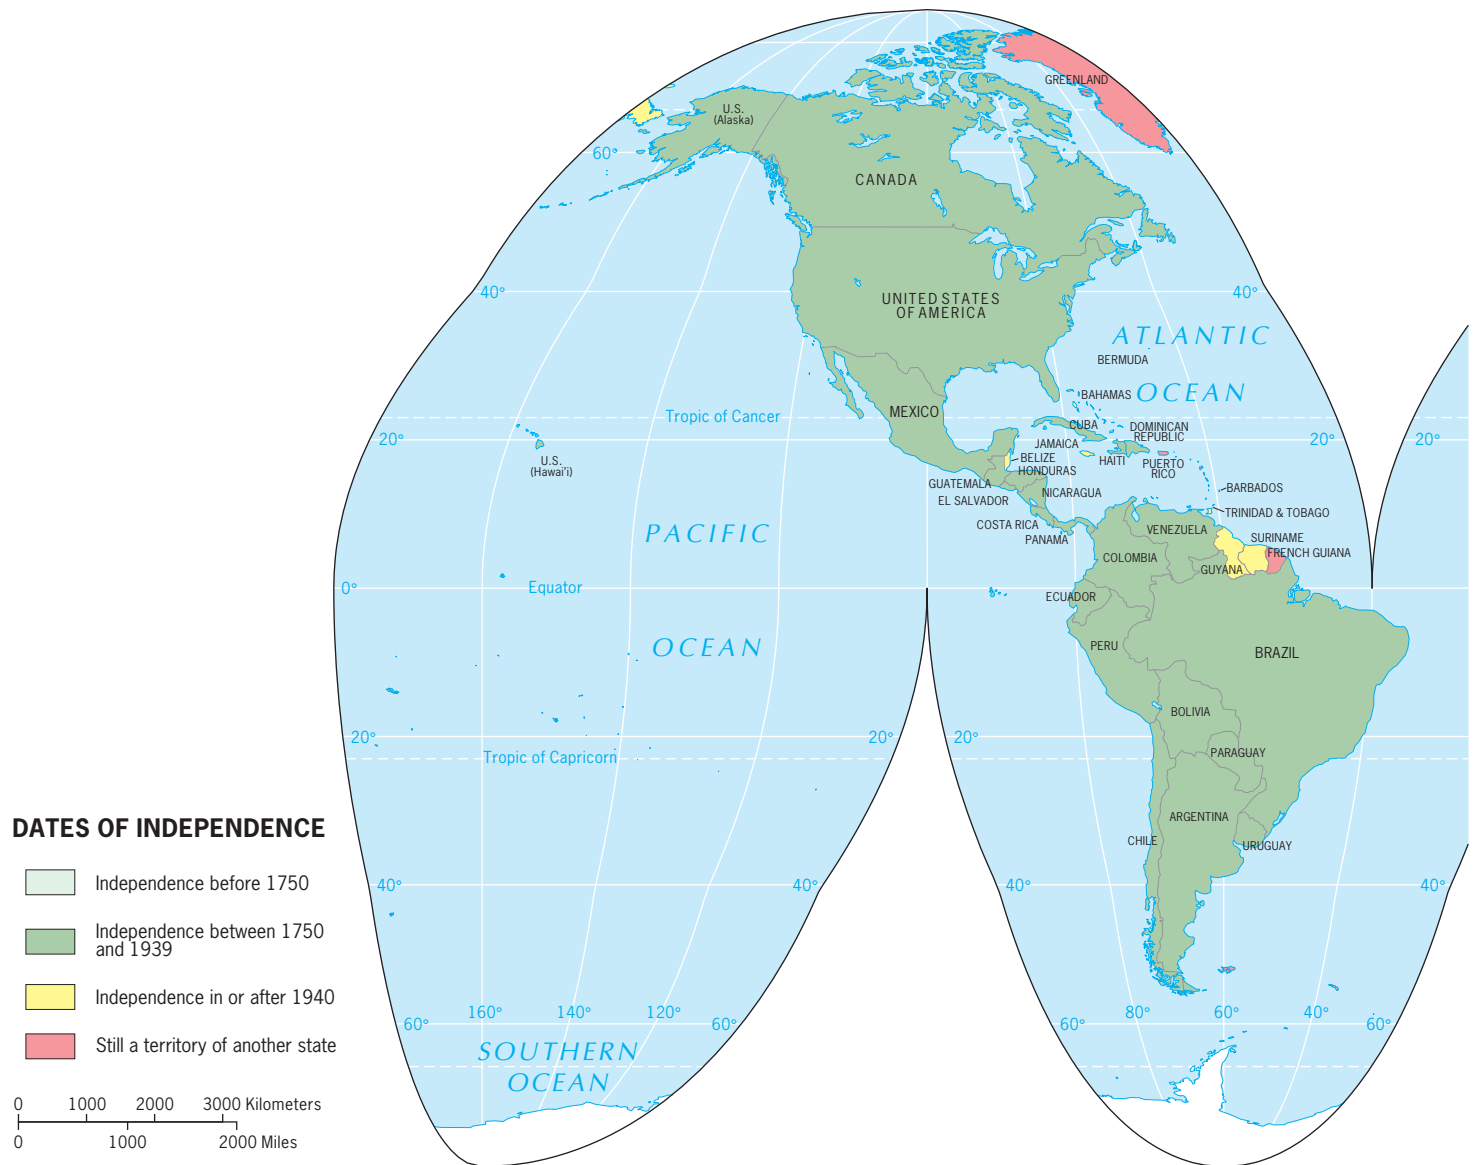 GREENLAND
U.S.
(Alaska)
60°
CANADA
40°
UNITED STATES
OF AMERICA
40°
ATLANTIC
BERMUDA
OCEAN
BAHAMAS
MEXICO
Tropic of Cancer
CUBA
DOMINICAN
REPUBLIC
20°
20°
20°
JAMAICA
U.S.
(Hawai'i)
BELIZE
HAITI
PUERTO
RICO
HONDURAS
GUATEMALA
NICARAGUA
BARBADOS
EL SALVADOR
TRINIDAD & TOBAGO
COSTA RICA
PACIFIC
VENEZUELA
PANAMA
SURINAME
FRENCH GUIANA
COLOMBIA
GUYANA
0°
Equator
ECUADOR
OCEAN
PERU
BRAZIL
BOLIVIA
20°
20°
20°
PARAGUAY
Tropic of Capricorn
ARGENTINA
CHILE
URUGUAY
40°
40°
40°
40°
160°
140°
120°
80°
60°
40°
60°
60°
60°
60°
SOUTHERN
OCEAN
DATES OF INDEPENDENCE
Independence before 1750
Independence between 1750
and 1939
Independence in or after 1940
Still a territory of another state
0 1000 2000 3000 Kilometers
0 1000 2000 Miles